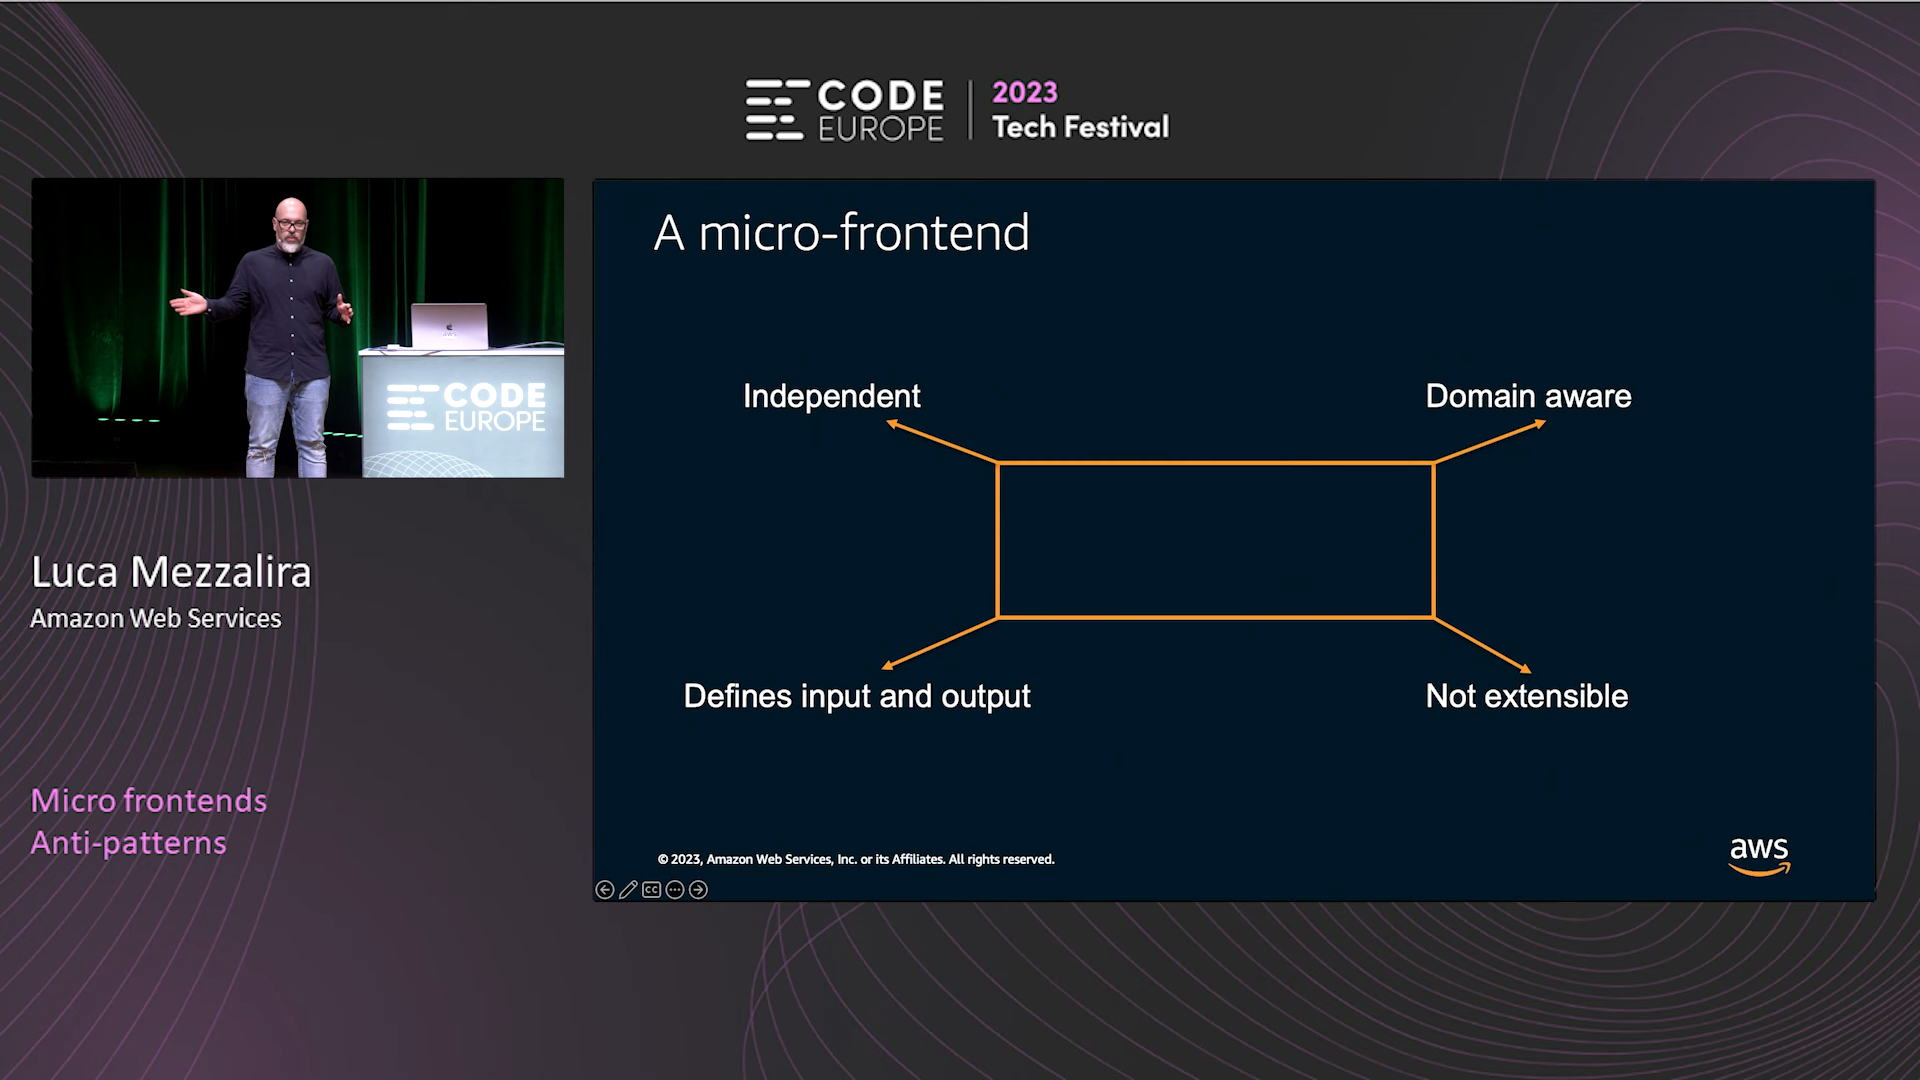 CODE
EUROPE
2023
Tech Festival
A micro-frontend
Independent
Domain aware
Defines input and output
Not extensible
© 2023, Amazon Web Services, Inc. or its Affiliates. All rights reserved.
aws
CC
CODE
EUROPE
Luca Mezzalira
Amazon Web Services
Micro frontends
Anti-patterns